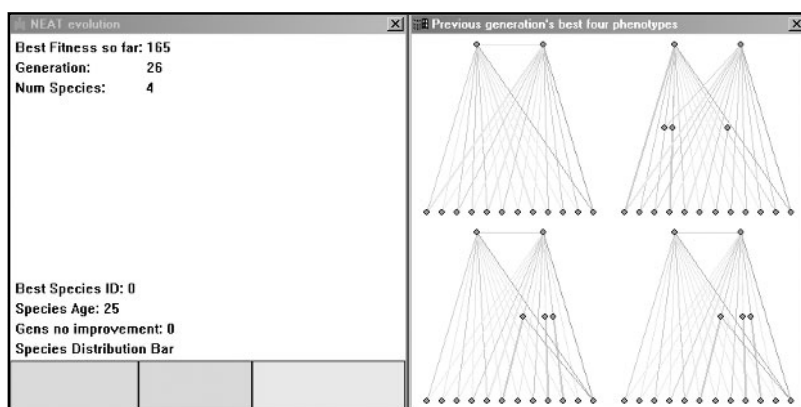 NEAT evolution
Best Fitness so far: 165
Generation: 26
Num Species: 4
Best Species ID: 0
Species Age: 25
Gens no improvement: 0
Species Distribution Bar
Previous generation's best four phenotypes